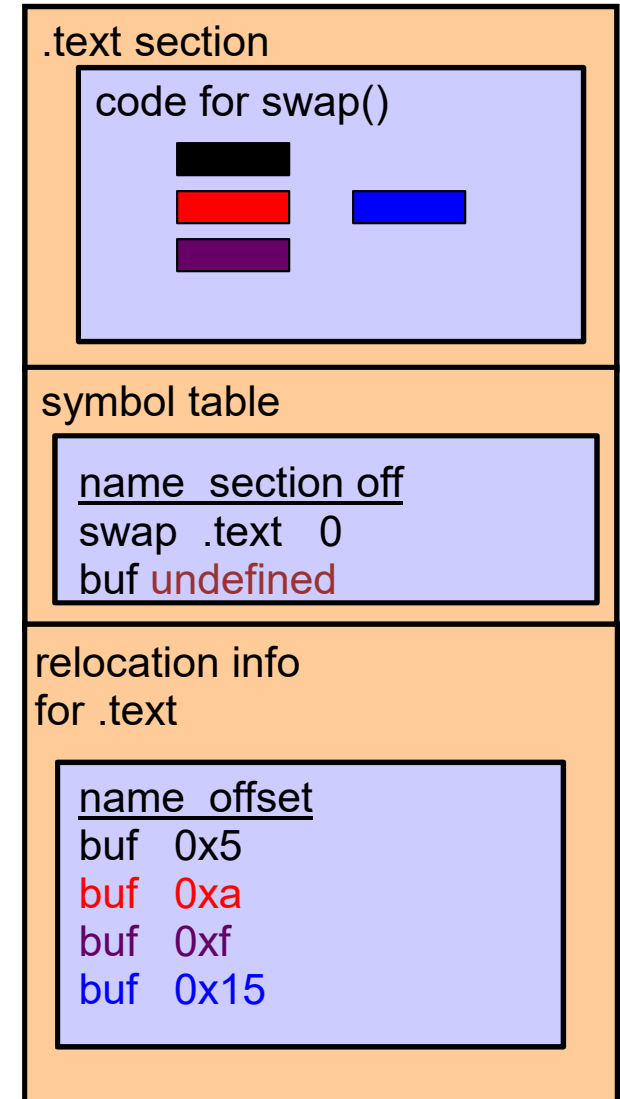 .text section
code for swap()
symbol table
name section off
swap .text 0
buf undefined
relocation info
for .text
name offset
buf 0x5
buf 0xa
buf 0xf
buf 0x15